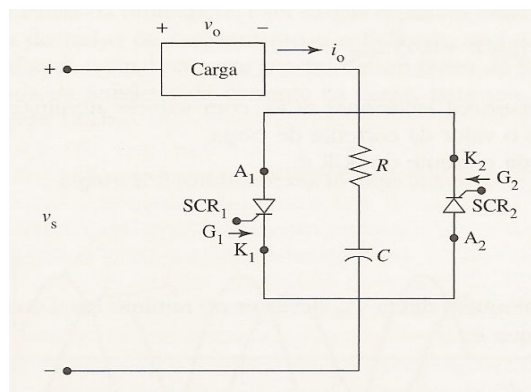 + vₒ −
iₒ
+
Carga
A₁
R
K₂
G₂
SCR₁
SCR₂
vₛ
G₁
K₁
C
A₂
−